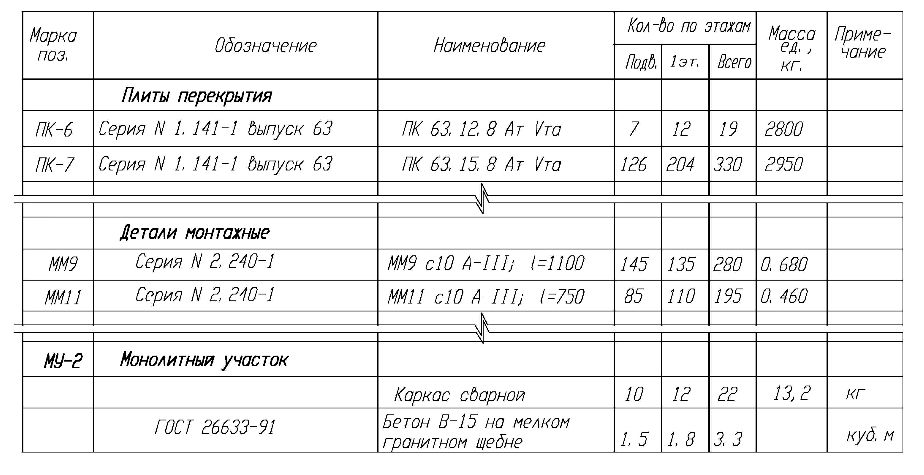 Марка поз. Обозначение Наименование Кол-во по этажам Масса ед., кг. Приме-чание
Подв. 1эт. Всего
Плиты перекрытия
ПК-6 Серия N 1.141-1 выпуск 63 ПК 63.12.8 Ат Vта 7 12 19 2800
ПК-7 Серия N 1.141-1 выпуск 63 ПК 63.15.8 Ат Vта 126 204 330 2950
Детали монтажные
ММ9 Серия N 2.240-1 ММ9 с10 А-III; l=1100 145 135 280 0.680
ММ11 Серия N 2.240-1 ММ11 с10 А III; l=750 85 110 195 0.460
МУ-2 Монолитный участок
Каркас сварной 10 12 22 13,2 кг
ГОСТ 26633-91 Бетон В-15 на мелком
гранитном щебне 1.5 1.8 3.3 куб.м